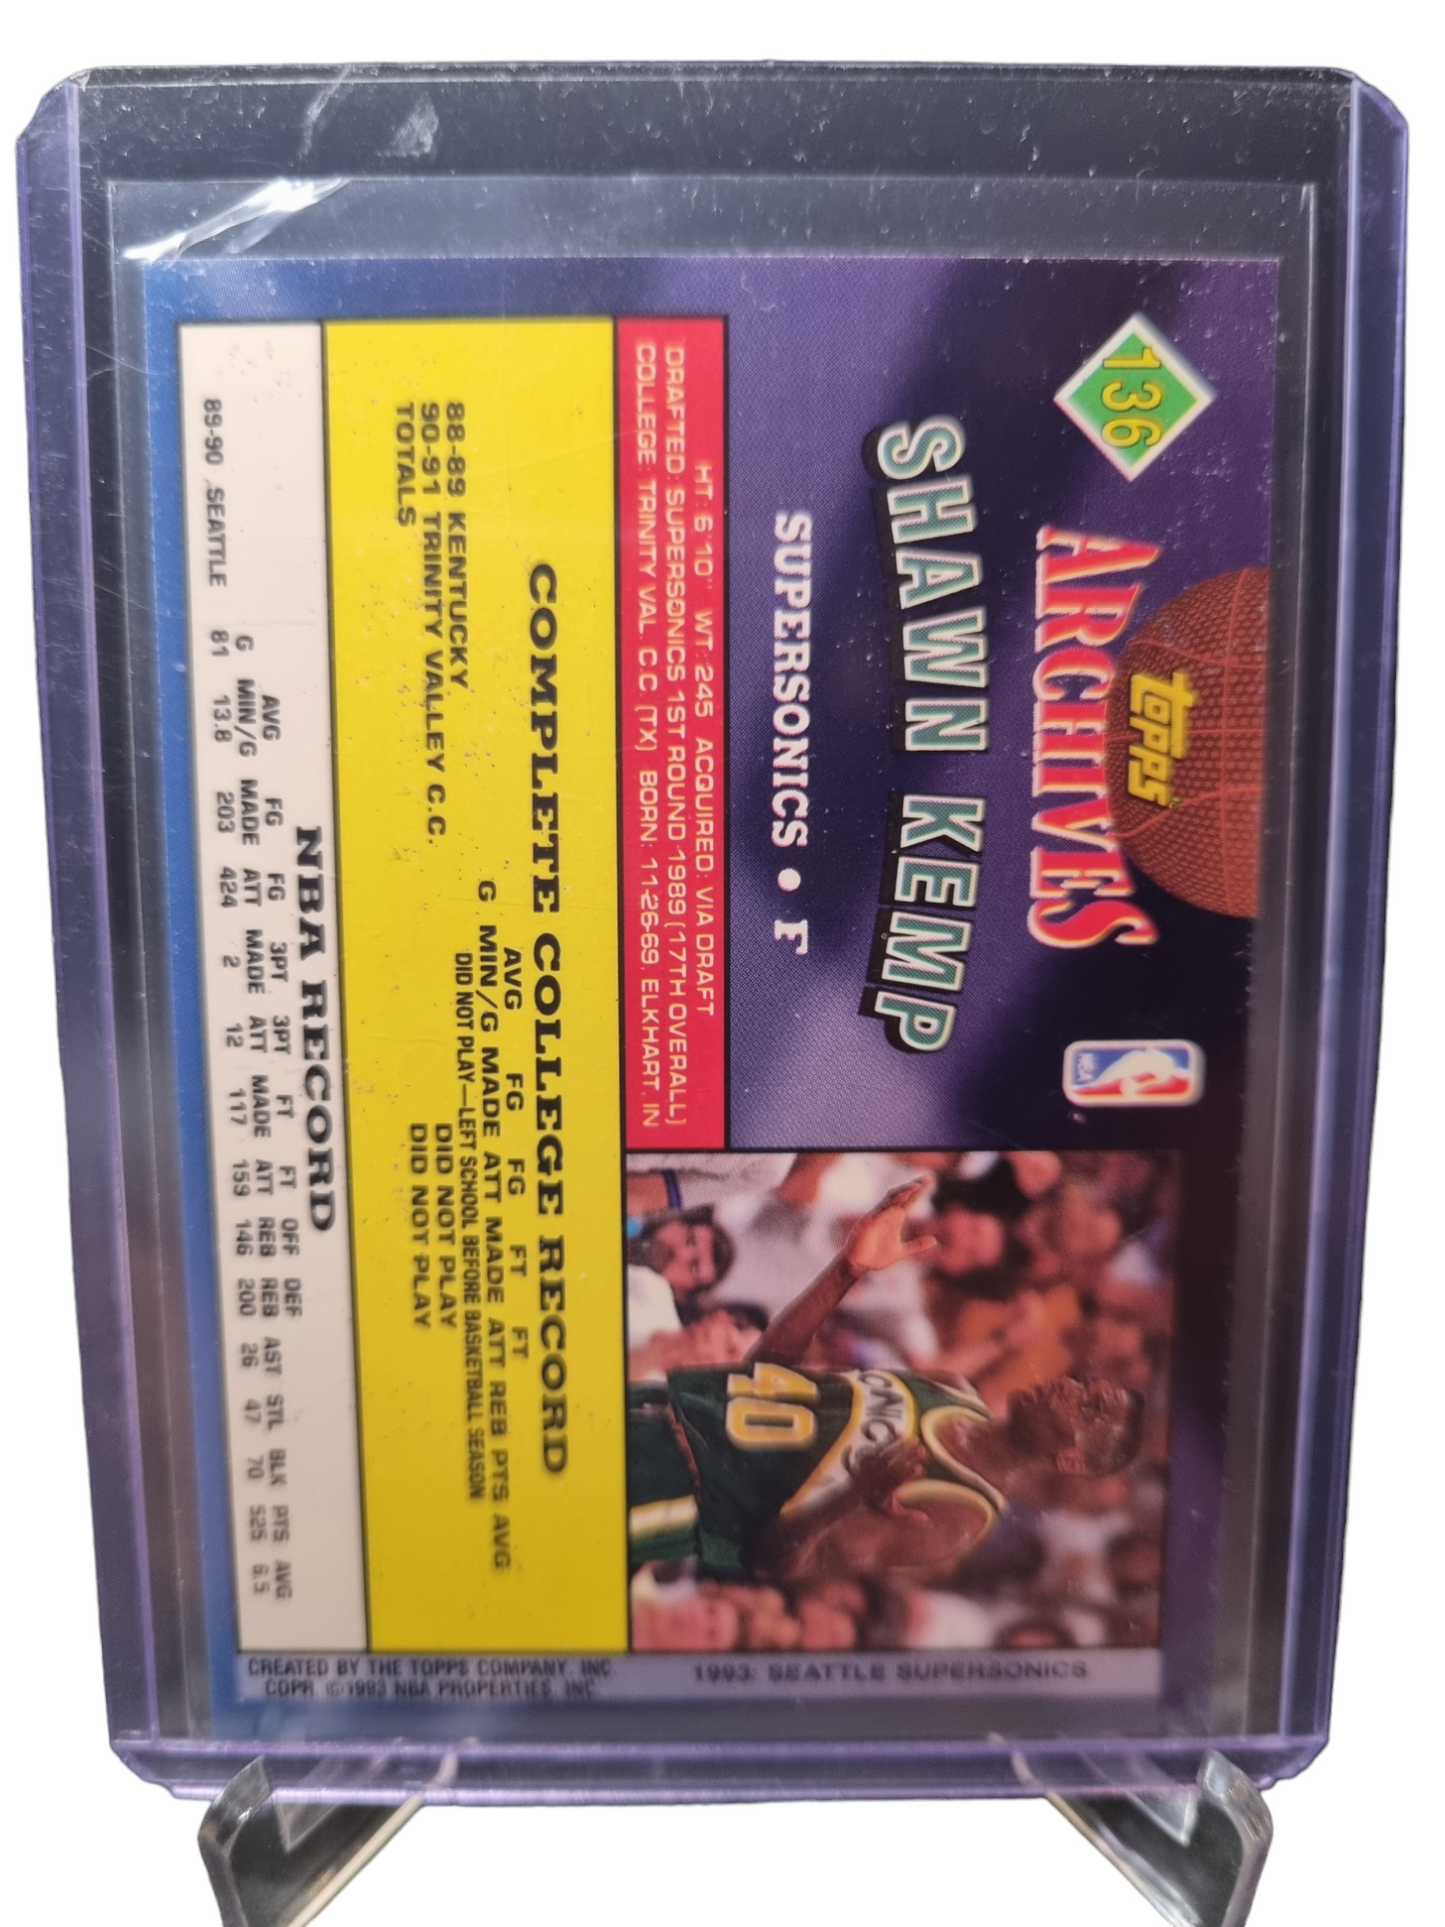 136
TOPPS
ARCHIVES
NBA
SHAWN KEMP
SUPERSONICS • F
HT: 6'10" WT: 245 ACQUIRED: VIA DRAFT
DRAFTED: SUPERSONICS 1ST ROUND 1989 (17TH OVERALL)
COLLEGE: TRINITY VAL. C.C. (TX) BORN: 11-26-69, ELKHART, IN
ONIC
40
1993: SEATTLE SUPERSONICS
COMPLETE COLLEGE RECORD
AVG FG FG FT FT
G MIN/G MADE ATT MADE ATT REB PTS AVG
88-89 KENTUCKY DID NOT PLAY—LEFT SCHOOL BEFORE BASKETBALL SEASON
90-91 TRINITY VALLEY C.C. DID NOT PLAY
TOTALS DID NOT PLAY
NBA RECORD
AVG FG FG 3PT 3PT FT FT OFF DEF
G MIN/G MADE ATT MADE ATT MADE ATT REB REB AST STL BLK PTS AVG
89-90 SEATTLE 81 13.8 203 424 2 12 117 159 146 200 26 47 70 525 6.5
CREATED BY THE TOPPS COMPANY, INC.
COPR. ©1993 NBA PROPERTIES, INC.